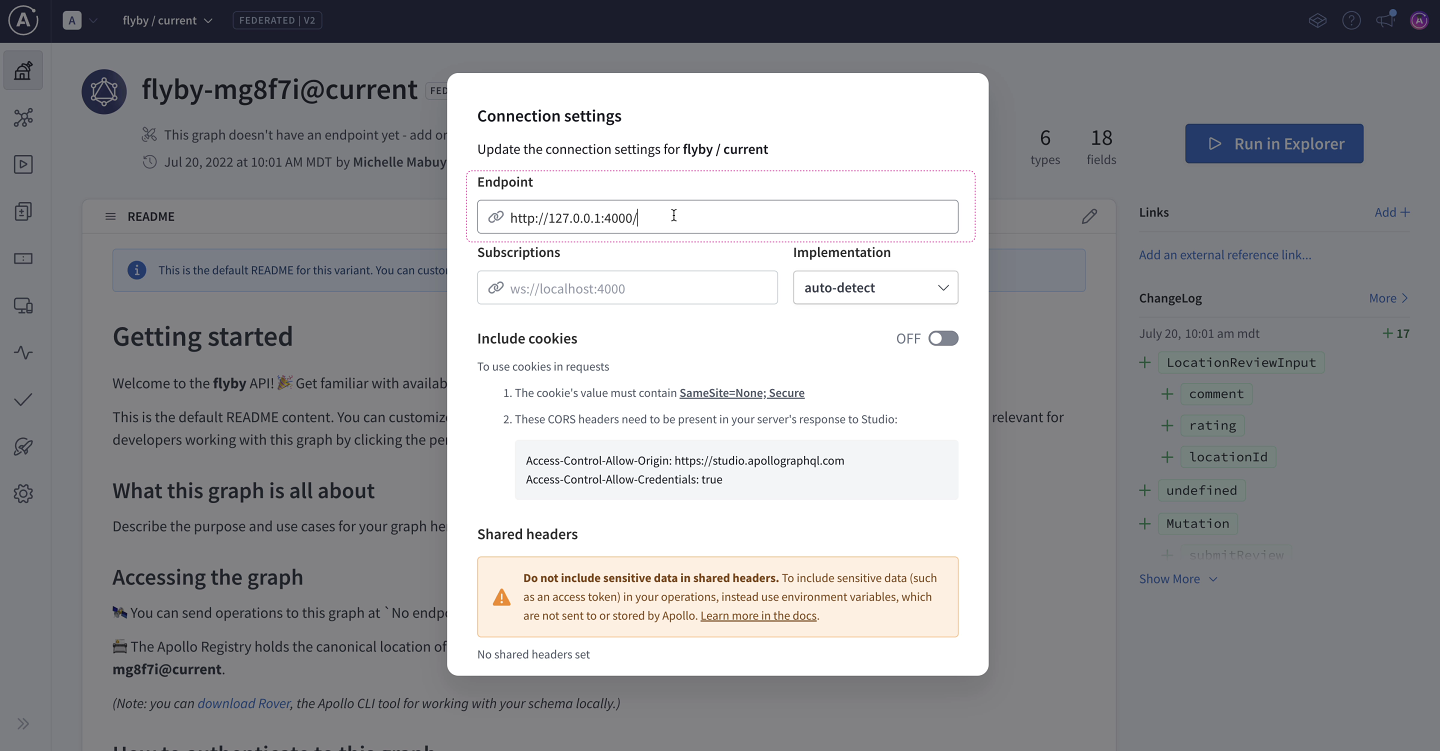 A
flyby / current
FEDERATED | V2
flyby-mg8f7i@current
FED
This graph doesn't have an endpoint yet - add or
Jul 20, 2022 at 10:01 AM MDT by Michelle Mabuy
6
types
18
fields
Run in Explorer
README
This is the default README for this variant. You can custo
Getting started
Welcome to the flyby API! 🎉 Get familiar with availab
This is the default README content. You can customize
relevant for
developers working with this graph by clicking the pe
What this graph is all about
Describe the purpose and use cases for your graph he
Accessing the graph
🛰 You can send operations to this graph at `No endpo
📇 The Apollo Registry holds the canonical location of
mg8f7i@current.
(Note: you can download Rover, the Apollo CLI tool for working with your schema locally.)
How to authenticate to this graph
Connection settings
Update the connection settings for flyby / current
Endpoint
http://127.0.0.1:4000/
Subscriptions
Implementation
ws://localhost:4000
auto-detect
Include cookies
OFF
To use cookies in requests
1. The cookie's value must contain SameSite=None; Secure
2. These CORS headers need to be present in your server's response to Studio:
Access-Control-Allow-Origin: https://studio.apollographql.com
Access-Control-Allow-Credentials: true
Shared headers
Do not include sensitive data in shared headers. To include sensitive data (such
as an access token) in your operations, instead use environment variables, which
are not sent to or stored by Apollo. Learn more in the docs.
No shared headers set
Links
Add +
Add an external reference link...
ChangeLog
More
July 20, 10:01 am mdt
+ 17
+ LocationReviewInput
+ comment
+ rating
+ locationId
+ undefined
+ Mutation
+ submitReview
Show More